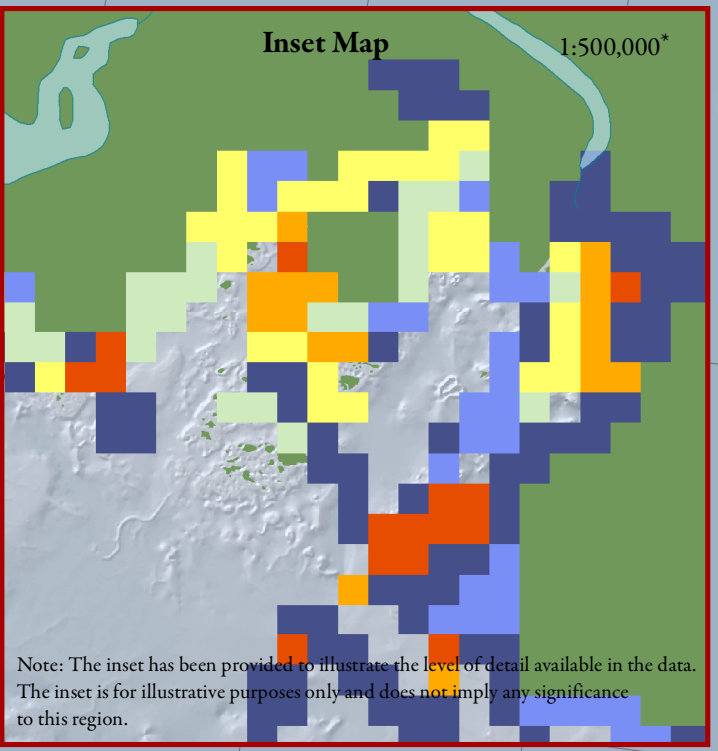 Inset Map
1:500,000*
Note: The inset has been provided to illustrate the level of detail available in the data.
The inset is for illustrative purposes only and does not imply any significance
to this region.